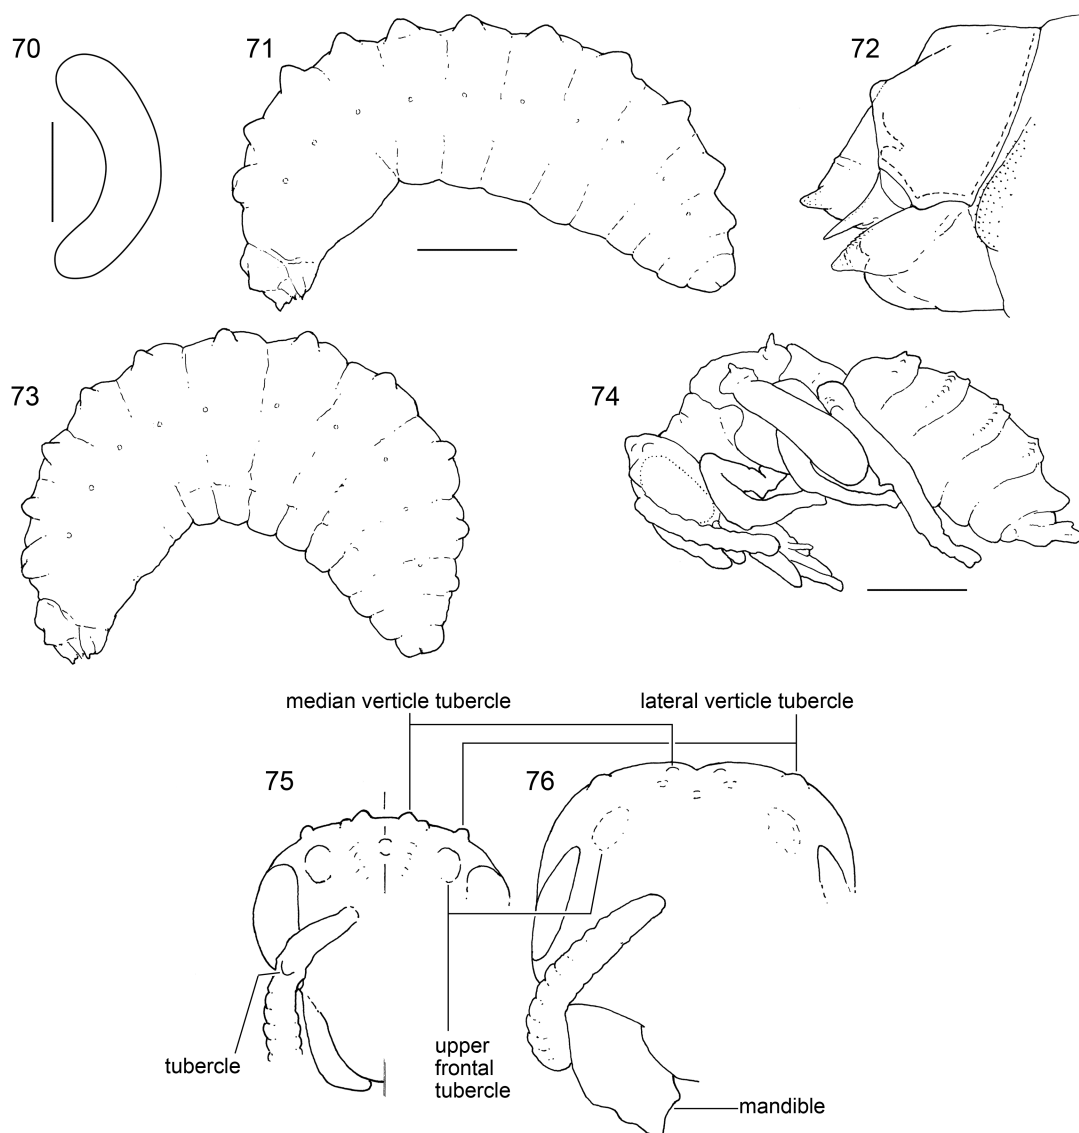 70
71
72
73
74
median verticle tubercle
lateral verticle tubercle
75
76
tubercle
upper
frontal
tubercle
mandible